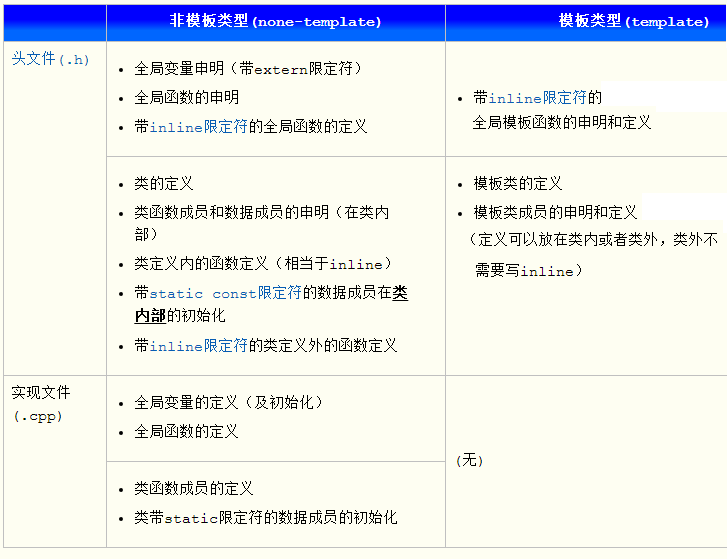 非模板类型(none-template)
模板类型(template)
头文件(.h)
全局变量申明（带extern限定符）
全局函数的申明
带inline限定符的全局函数的定义
带inline限定符的
全局模板函数的申明和定义
类的定义
类函数成员和数据成员的申明（在类内
部）
类定义内的函数定义（相当于inline）
带static const限定符的数据成员在类
内部的初始化
带inline限定符的类定义外的函数定义
模板类的定义
模板类成员的申明和定义
（定义可以放在类内或者类外，类外不
需要写inline）
实现文件
(.cpp)
全局变量的定义（及初始化）
全局函数的定义
类函数成员的定义
类带static限定符的数据成员的初始化
(无)